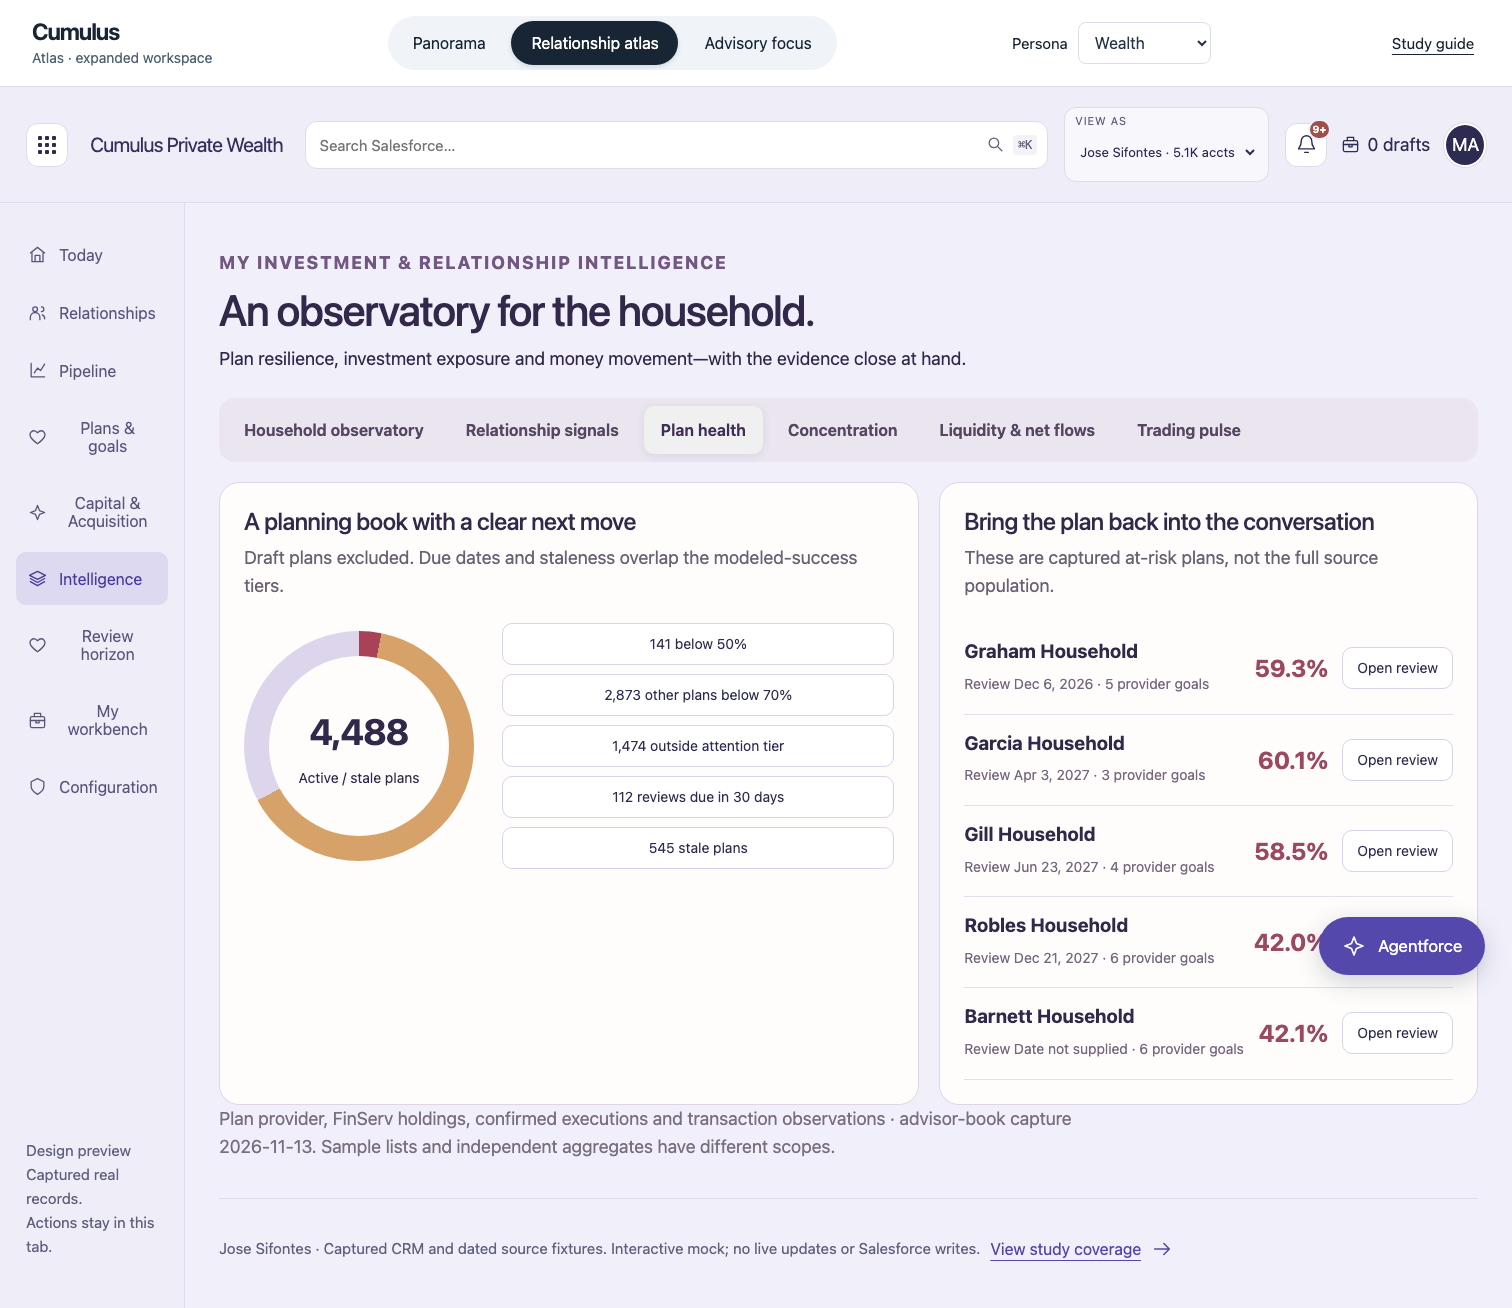 Cumulus
Atlas · expanded workspace
Panorama
Relationship atlas
Advisory focus
Persona
Wealth
Study guide
Cumulus Private Wealth
Search Salesforce...
⌘K
VIEW AS
Jose Sifontes · 5.1K accts
9+
0 drafts
MA
Today
Relationships
Pipeline
Plans &
goals
Capital &
Acquisition
Intelligence
Review
horizon
My
workbench
Configuration
Design preview
Captured real
records.
Actions stay in this
tab.
MY INVESTMENT & RELATIONSHIP INTELLIGENCE
An observatory for the household.
Plan resilience, investment exposure and money movement—with the evidence close at hand.
Household observatory
Relationship signals
Plan health
Concentration
Liquidity & net flows
Trading pulse
A planning book with a clear next move
Draft plans excluded. Due dates and staleness overlap the modeled-success
tiers.
4,488
Active / stale plans
141 below 50%
2,873 other plans below 70%
1,474 outside attention tier
112 reviews due in 30 days
545 stale plans
Bring the plan back into the conversation
These are captured at-risk plans, not the full source
population.
Graham Household
Review Dec 6, 2026 · 5 provider goals
59.3%
Open review
Garcia Household
Review Apr 3, 2027 · 3 provider goals
60.1%
Open review
Gill Household
Review Jun 23, 2027 · 4 provider goals
58.5%
Open review
Robles Household
Review Dec 21, 2027 · 6 provider goals
42.0%
Agentforce
Barnett Household
Review Date not supplied · 6 provider goals
42.1%
Open review
Plan provider, FinServ holdings, confirmed executions and transaction observations · advisor-book capture
2026-11-13. Sample lists and independent aggregates have different scopes.
Jose Sifontes · Captured CRM and dated source fixtures. Interactive mock; no live updates or Salesforce writes.
View study coverage →